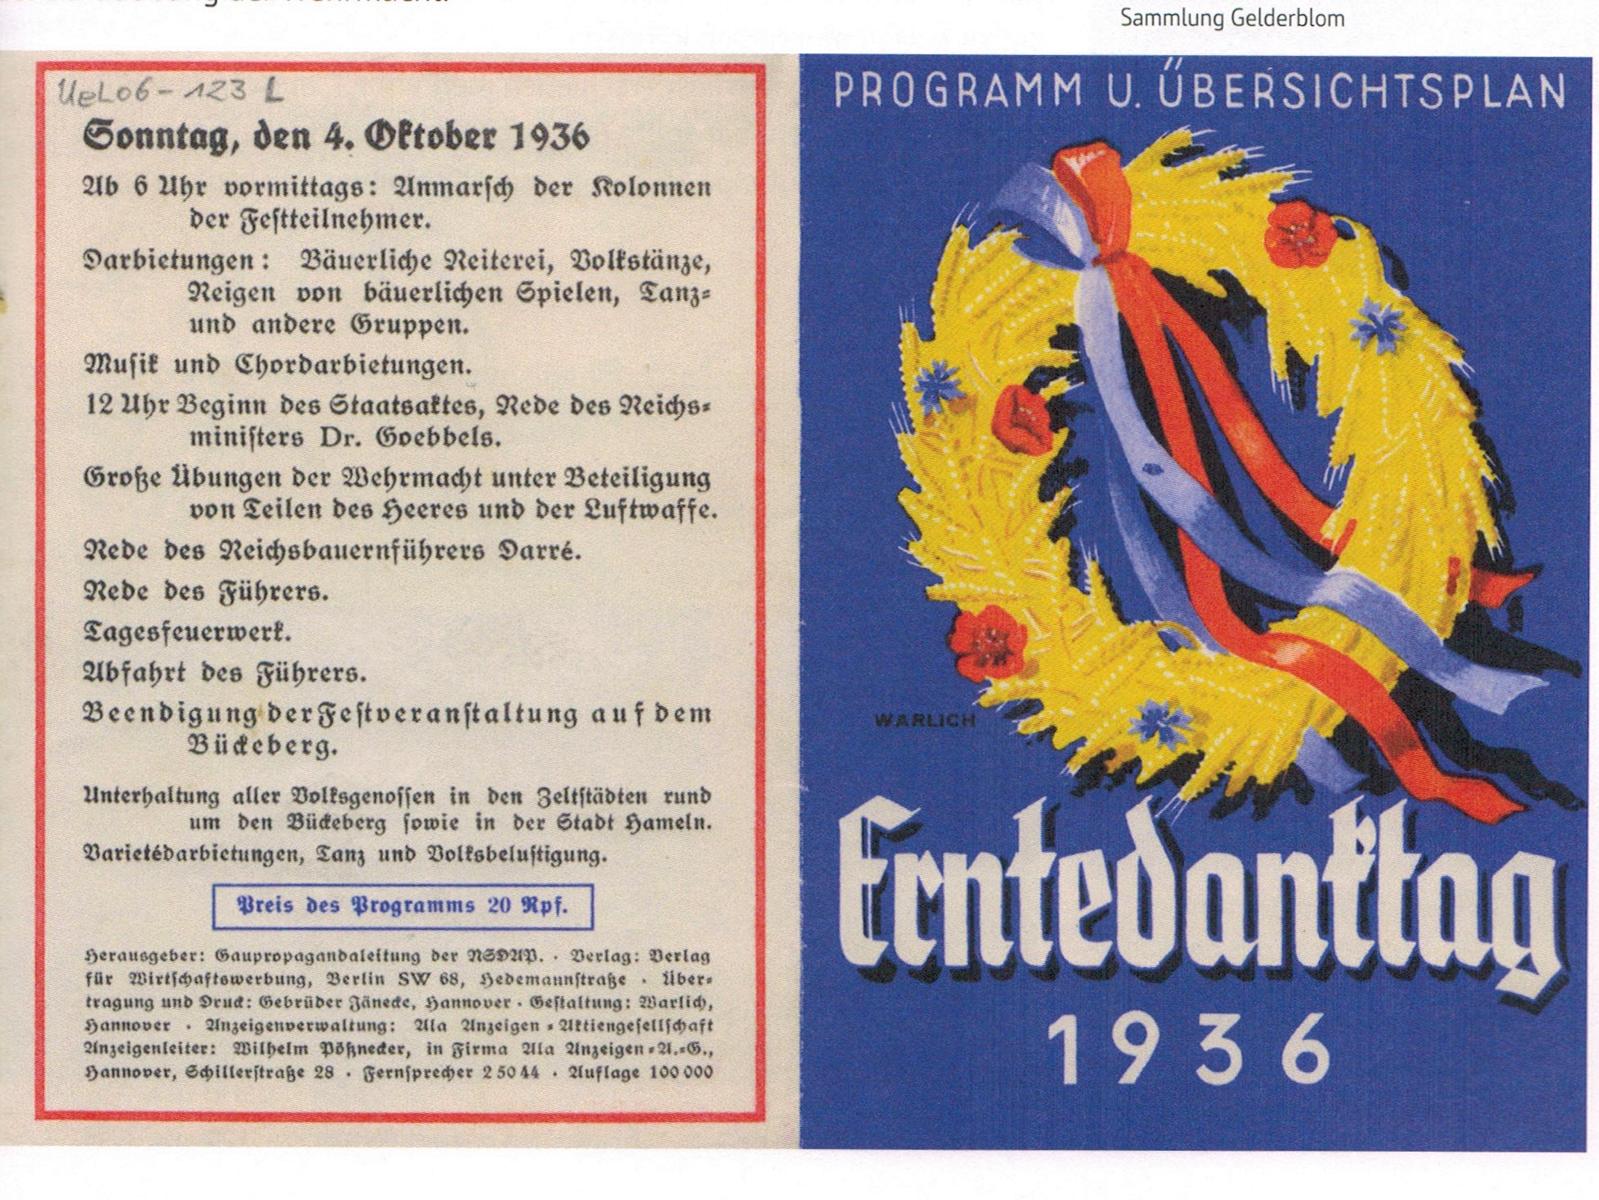 Sammlung Gelderblom
UeL06-123 L
Sonntag, den 4. Oktober 1936
Ab 6 Uhr vormittags: Anmarsch der Kolonnen
der Festteilnehmer.
Darbietungen: Bäuerliche Reiterei, Volkstänze,
Reigen von bäuerlichen Spielen, Tanz-
und andere Gruppen.
Musik und Chordarbietungen.
12 Uhr Beginn des Staatsaktes, Rede des Reichs-
ministers Dr. Goebbels.
Große Übungen der Wehrmacht unter Beteiligung
von Teilen des Heeres und der Luftwaffe.
Rede des Reichsbauernführers Darré.
Rede des Führers.
Tagesfeuerwerk.
Abfahrt des Führers.
Beendigung der Festveranstaltung auf dem
Bückeberg.
Unterhaltung aller Volksgenossen in den Zeltstädten rund
um den Bückeberg sowie in der Stadt Hameln.
Varietédarbietungen, Tanz und Volksbelustigung.
Preis des Programms 20 Rpf.
Herausgeber: Gaupropagandaleitung der NSDAP. · Verlag: Verlag
für Wirtschaftswerbung, Berlin SW 68, Hedemannstraße · Über-
tragung und Druck: Gebrüder Jänecke, Hannover · Gestaltung: Warlich,
Hannover · Anzeigenverwaltung: Ala Anzeigen-Aktiengesellschaft
Anzeigenleiter: Wilhelm Pößnecker, in Firma Ala Anzeigen-A.-G.,
Hannover, Schillerstraße 28 · Fernsprecher 25044 · Auflage 100000
PROGRAMM U. ÜBERSICHTSPLAN
WARLICH
Erntedanktag
1936